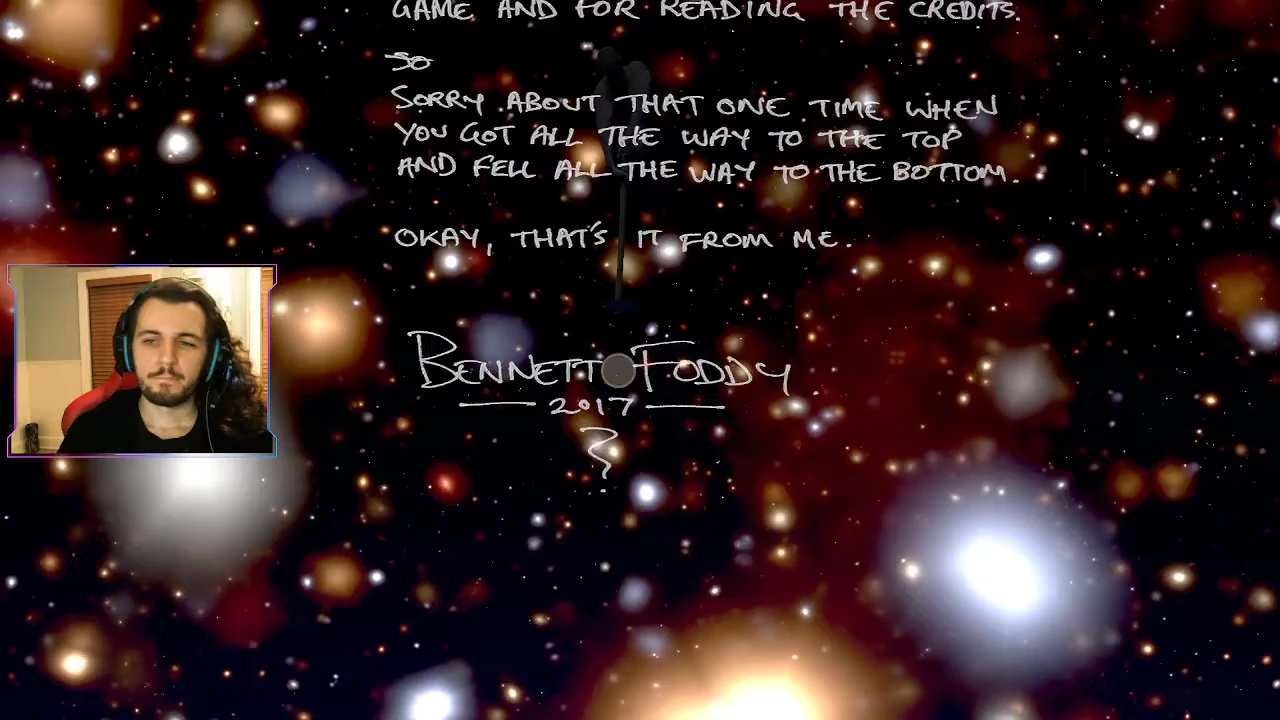 GAME AND FOR READING THE CREDITS.
SO
SORRY ABOUT THAT ONE TIME WHEN
YOU GOT ALL THE WAY TO THE TOP
AND FELL ALL THE WAY TO THE BOTTOM.
OKAY, THAT'S IT FROM ME.
BENNETT FODDY
2017